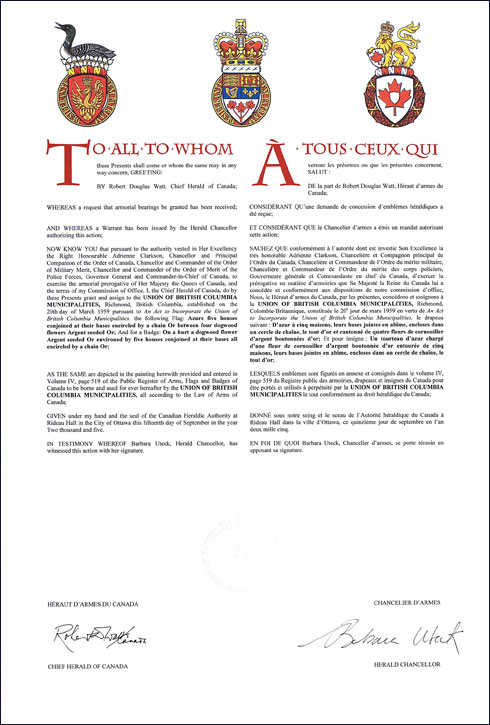 TO·ALL·TO·WHOM
these Presents shall come or whom the same may in any
way concern, GREETING:
BY Robert Douglas Watt, Chief Herald of Canada;
WHEREAS a request that armorial bearings be granted has been received;
AND WHEREAS a Warrant has been issued by the Herald Chancellor
authorizing this action;
NOW KNOW YOU that pursuant to the authority vested in Her Excellency
the Right Honourable Adrienne Clarkson, Chancellor and Principal
Companion of the Order of Canada, Chancellor and Commander of the Order
of Military Merit, Chancellor and Commander of the Order of Merit of the
Police Forces, Governor General and Commander-in-Chief of Canada, to
exercise the armorial prerogative of Her Majesty the Queen of Canada, and
the terms of my Commission of Office, I, the Chief Herald of Canada, do by
these Presents grant and assign to the UNION OF BRITISH COLUMBIA
MUNICIPALITIES, Richmond, British Columbia, established on the
20th day of March 1959 pursuant to An Act to Incorporate the Union of
British Columbia Municipalities, the following Flag: Azure five houses
conjoined at their bases encircled by a chain Or between four dogwood
flowers Argent seeded Or; And for a Badge: On a hurt a dogwood flower
Argent seeded Or environed by five houses conjoined at their bases all
encircled by a chain Or;
AS THE SAME are depicted in the painting herewith provided and entered in
Volume IV, page 519 of the Public Register of Arms, Flags and Badges of
Canada to be borne and used for ever hereafter by the UNION OF BRITISH
COLUMBIA MUNICIPALITIES, all according to the Law of Arms of
Canada;
GIVEN under my hand and the seal of the Canadian Heraldic Authority at
Rideau Hall in the City of Ottawa this fifteenth day of September in the year
Two thousand and five.
IN TESTIMONY WHEREOF Barbara Uteck, Herald Chancellor, has
witnessed this action with her signature.
À·TOUS·CEUX·QUI
verront les présentes ou que les présentes concernent,
SALUT :
DE la part de Robert Douglas Watt, Héraut d'armes du
Canada;
CONSIDÉRANT QU'une demande de concession d'emblèmes héraldiques a
été reçue;
ET CONSIDÉRANT QUE le Chancelier d'armes a émis un mandat autorisant
cette action;
SACHEZ QUE conformément à l'autorité dont est investie Son Excellence la
très honorable Adrienne Clarkson, Chancelière et Compagnon principal de
l'Ordre du Canada, Chancelière et Commandeur de l'Ordre du mérite militaire,
Chancelière et Commandeur de l'Ordre du mérite des corps policiers,
Gouverneure générale et Commandante en chef du Canada, d'exercer la
prérogative en matière d'armoiries que Sa Majesté la Reine du Canada lui a
concédée et conformément aux dispositions de notre commission d'office,
Nous, le Héraut d'armes du Canada, par les présentes, concédons et assignons à
la UNION OF BRITISH COLUMBIA MUNICIPALITIES, Richmond,
Colombie-Britannique, constituée le 20e jour de mars 1959 en vertu de An Act
to Incorporate the Union of British Columbia Municipalities, le drapeau
suivant : D'azur à cinq maisons, leurs bases jointes en abîme, encloses dans
un cercle de chaîne, le tout d'or et cantonné de quatre fleurs de cornouiller
d'argent boutonnées d'or; Et pour insigne : Un tourteau d'azur chargé
d'une fleur de cornouiller d'argent boutonnée d'or entourée de cinq
maisons, leurs bases jointes en abîme, encloses dans un cercle de chaîne, le
tout d'or;
LESQUELS emblèmes sont figurés en annexe et consignés dans le volume IV,
page 519 du Registre public des armoiries, drapeaux et insignes du Canada pour
être portés et utilisés à perpétuité par la UNION OF BRITISH COLUMBIA
MUNICIPALITIES le tout conformément au droit héraldique du Canada;
DONNÉ sous notre seing et le sceau de l'Autorité héraldique du Canada à
Rideau Hall dans la ville d'Ottawa, ce quinzième jour de septembre en l'an
deux mille cinq.
EN FOI DE QUOI Barbara Uteck, Chancelier d'armes, se porte témoin en
apposant sa signature.
HÉRAUT D'ARMES DU CANADA
CHANCELIER D'ARMES
Robert D Watt
Canada
Barbara Uteck
CHIEF HERALD OF CANADA
HERALD CHANCELLOR